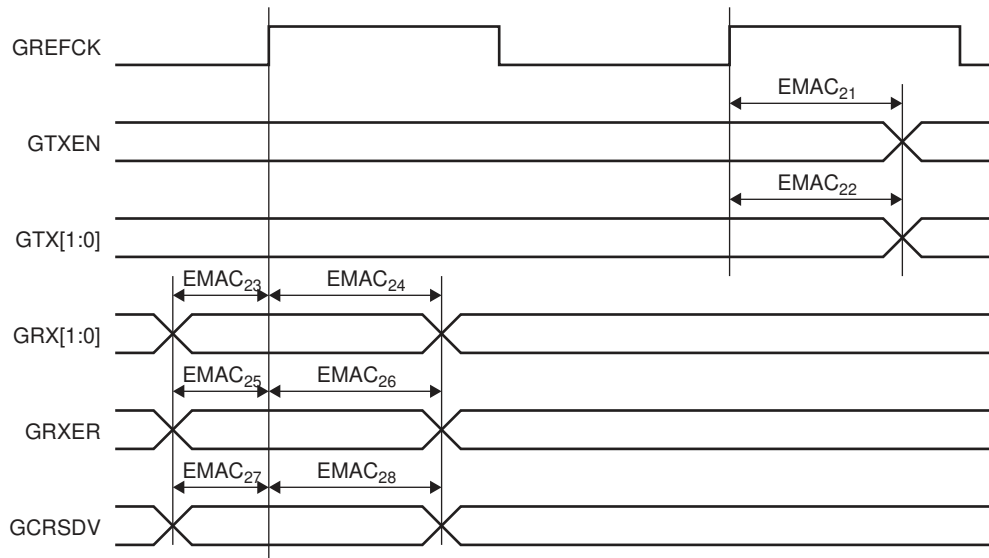 GREFCK
EMAC21
GTXEN
EMAC22
GTX[1:0]
EMAC23 EMAC24
GRX[1:0]
EMAC25 EMAC26
GRXER
EMAC27 EMAC28
GCRSDV